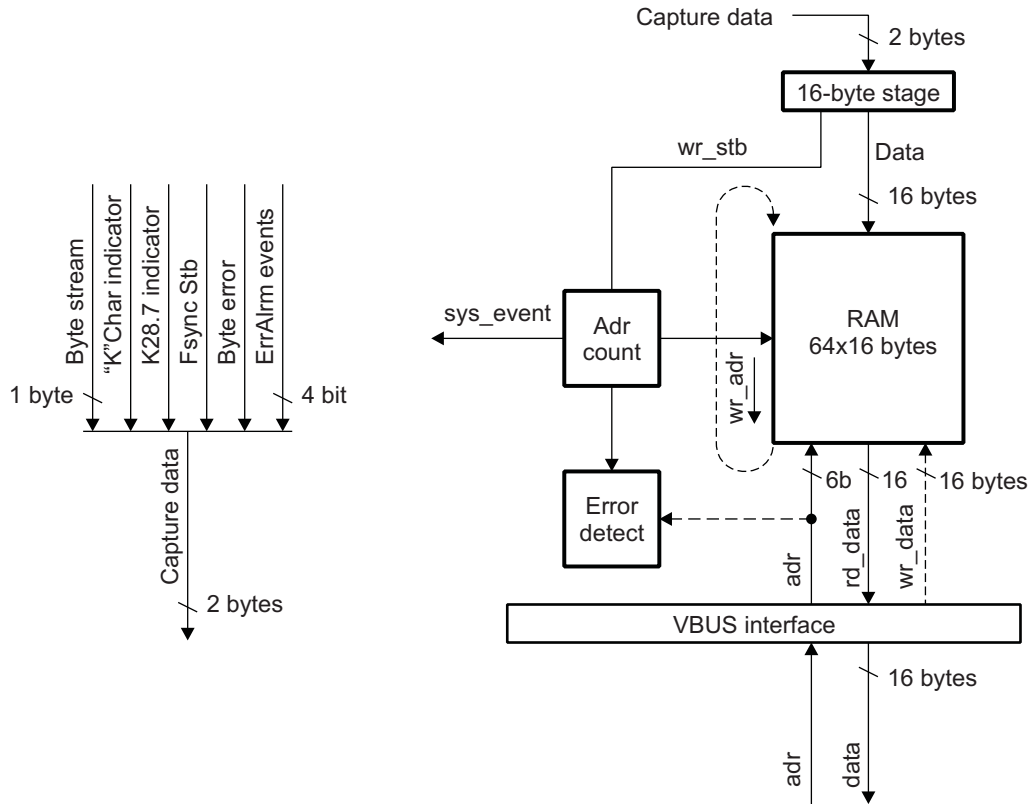 Capture data
2 bytes
16-byte stage
wr_stb
Data
16 bytes
Byte stream
“K”Char indicator
K28.7 indicator
Fsync Stb
Byte error
ErrAlrm events
1 byte
4 bit
Capture data
2 bytes
sys_event
Adr
count
RAM
64x16 bytes
wr_adr
Error
detect
6b
16
16 bytes
adr
rd_data
wr_data
VBUS interface
16 bytes
adr
data